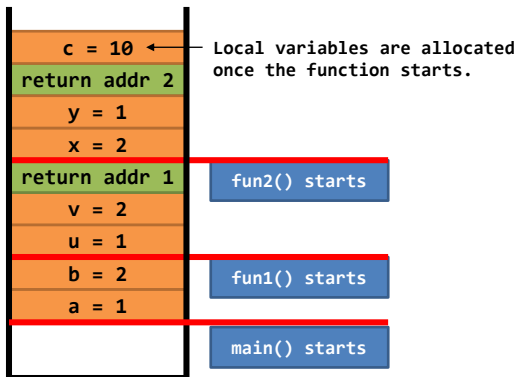 c = 10
Local variables are allocated
once the function starts.
return addr 2
y = 1
x = 2
return addr 1
fun2() starts
v = 2
u = 1
b = 2
fun1() starts
a = 1
main() starts